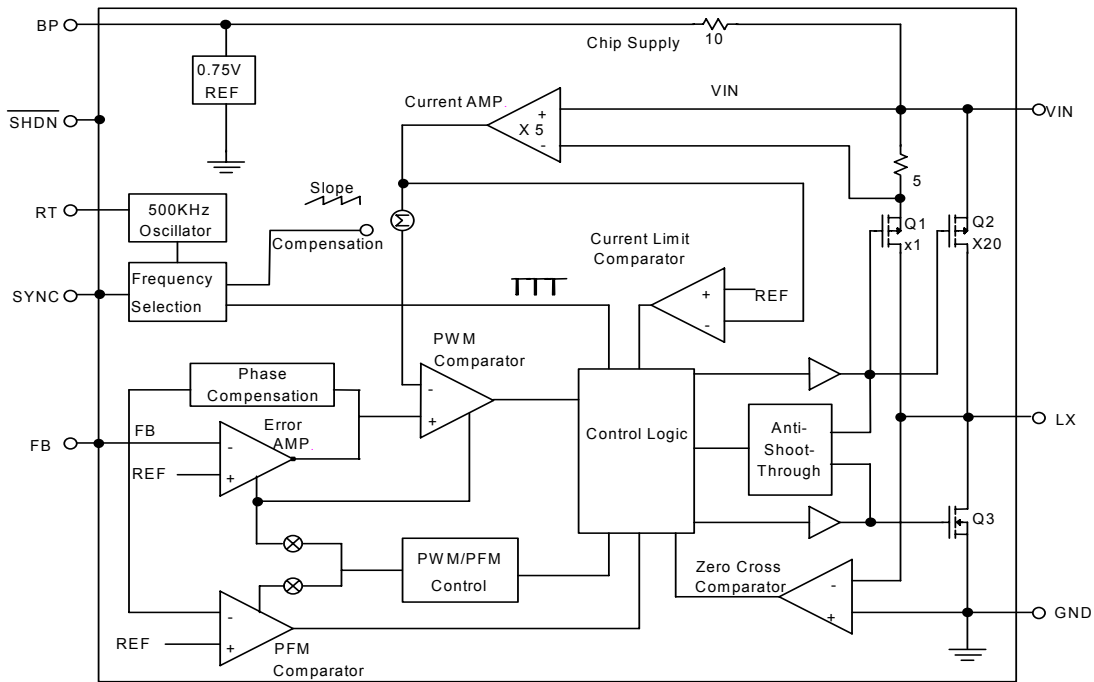 BP
Chip Supply
10
0.75V
REF
SHDN
Current AMP.
VIN
+
X 5
-
VIN
5
RT
500KHz
Oscillator
Slope
Compensation
Σ
Q1
x1
Q2
X20
Current Limit
Comparator
SYNC
Frequency
Selection
+
REF
-
PWM
Comparator
-
+
Phase
Compensation
Control Logic
LX
FB
FB
Error
AMP.
-
REF
+
Anti-
Shoot-
Through
Q3
PWM/PFM
Control
Zero Cross
Comparator
-
+
GND
-
REF
+
PFM
Comparator